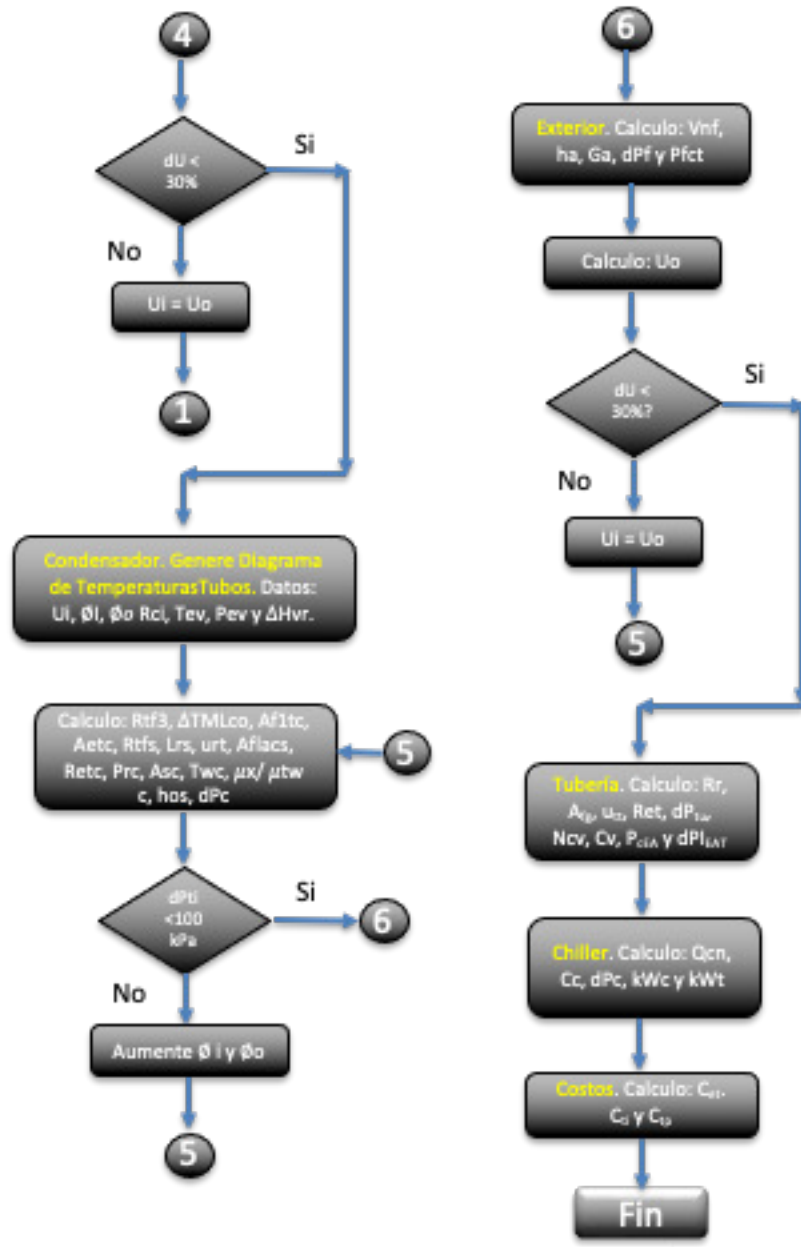 4
dU <
30%
Si
No
Ui = Uo
1
Condensador. Genere Diagrama
de TemperaturasTubos. Datos:
Ui, ØI, Øo Rci, Tev, Pev y ΔHvr.
Calculo: Rtf3, ΔTMLco, Af1tc,
Aetc, Rtfs, Lrs, urt, Aflacs,
Retc, Prc, Asc, Twc, μx/ μtw
c, hos, dPc
5
dPti
<100
kPa
Si
6
No
Aumente Ø i y Øo
5
6
Exterior. Calculo: Vnf,
ha, Ga, dPf y Pfct
Calculo: Uo
dU <
30%?
Si
No
Ui = Uo
5
Tubería. Calculo: Rr,
Ret,
Ncv, Cv, y
Chiller. Calculo: Qcn,
Cc, dPc, kWc y kWt
Costos. Calculo:
y
Fin